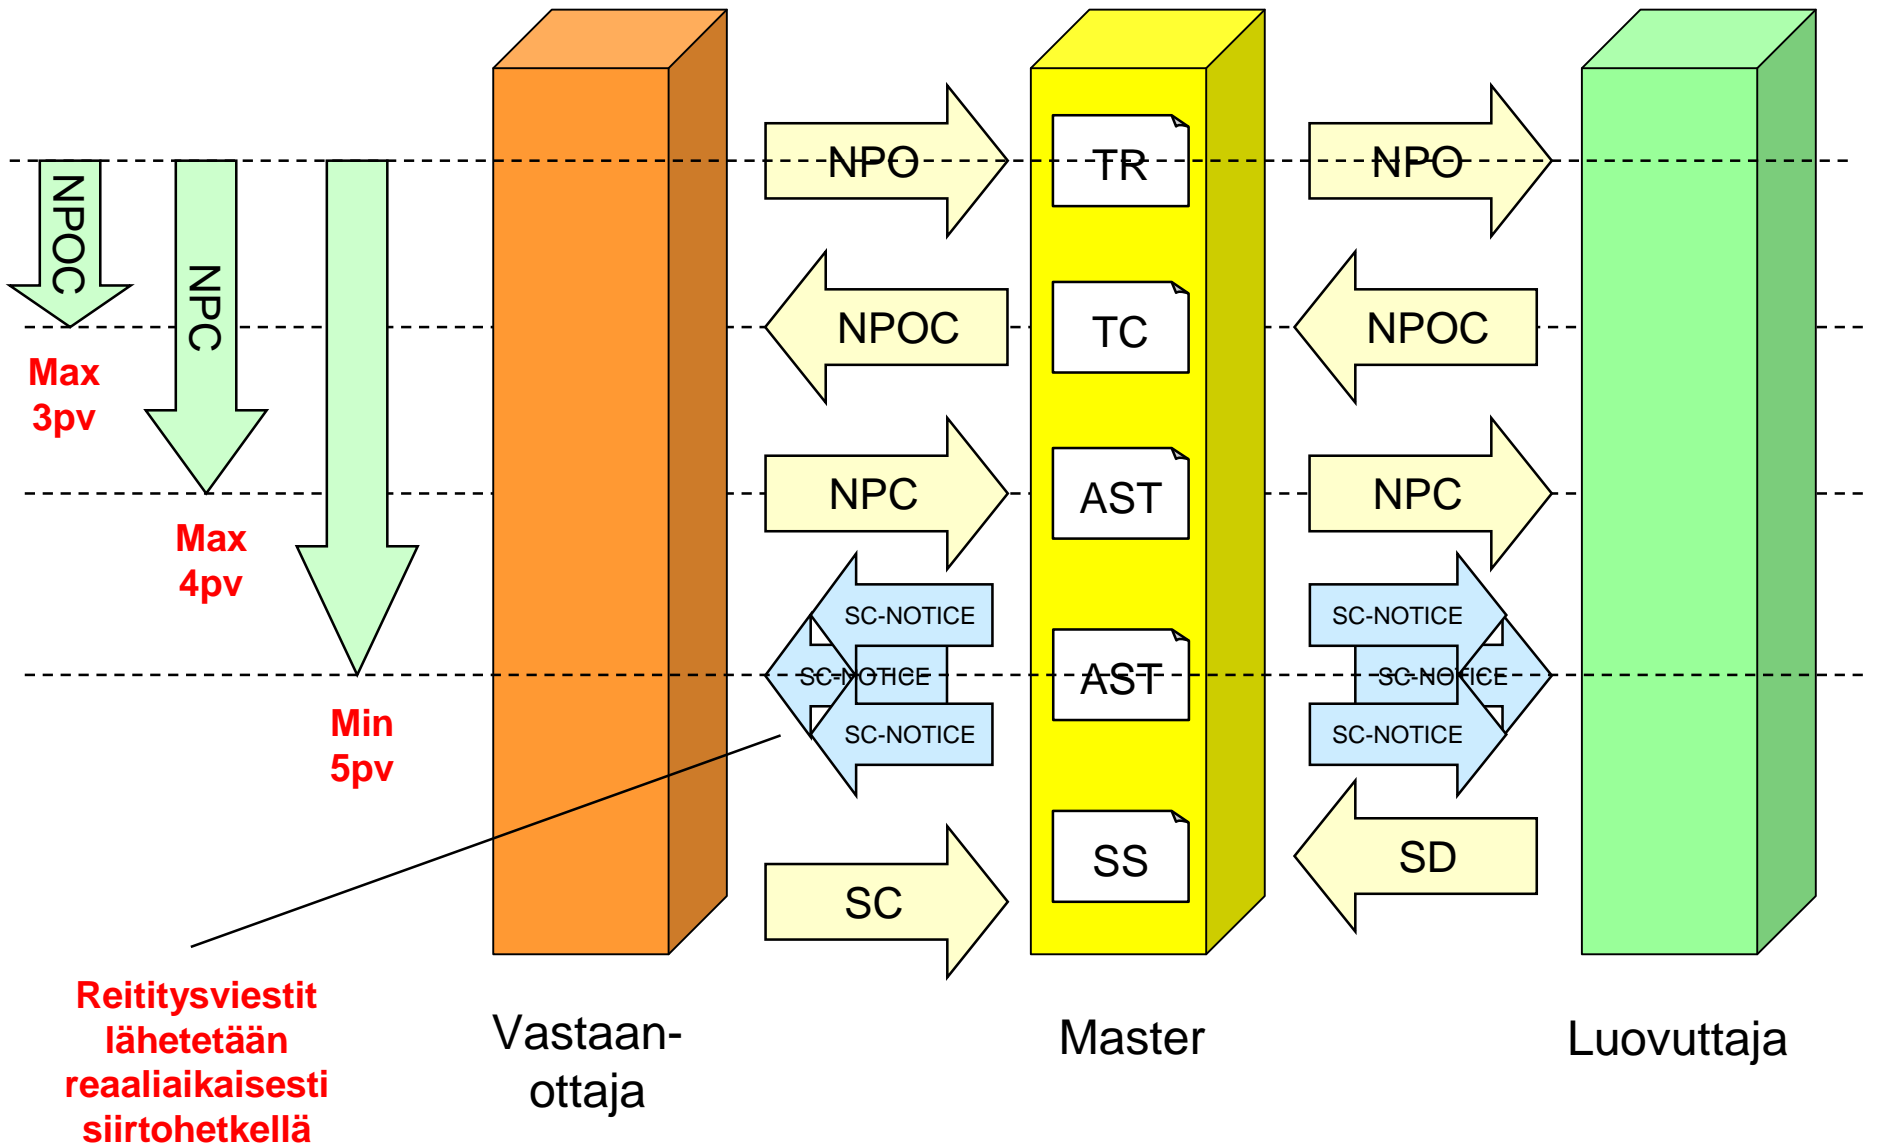 NPO
TR
NPO
NPOC
NPC
NPOC
TC
NPOC
Max
3pv
NPC
AST
NPC
Max
4pv
SC-NOTICE
SC-NOTICE
SC-NOTICE
AST
SC-NOTICE
SC-NOTICE
SC-NOTICE
Min
5pv
SC
SS
SD
Reititysviestit
lähetetään
reaaliaikaisesti
siirtohetkellä
Vastaan-
ottaja
Master
Luovuttaja